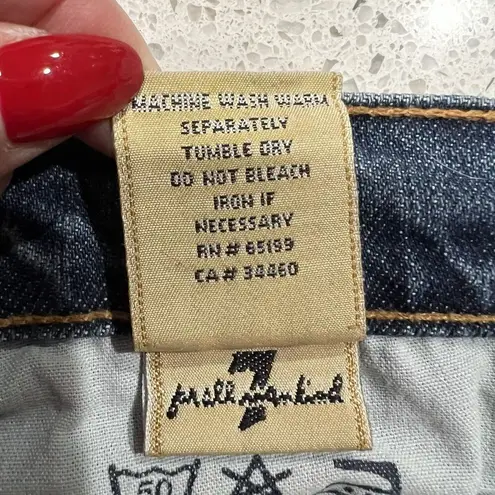 MACHINE WASH WARM
SEPARATELY
TUMBLE DRY
DO NOT BLEACH
IRON IF
NECESSARY
RN # 65199
CA # 34460
7
for all mankind
50